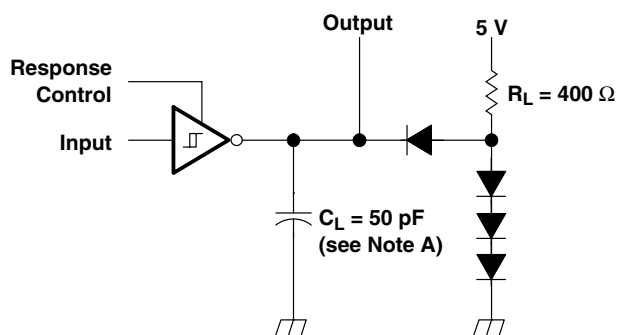 Output
5 V
Response
Control
R_L = 400 Ω
Input
C_L = 50 pF
(see Note A)